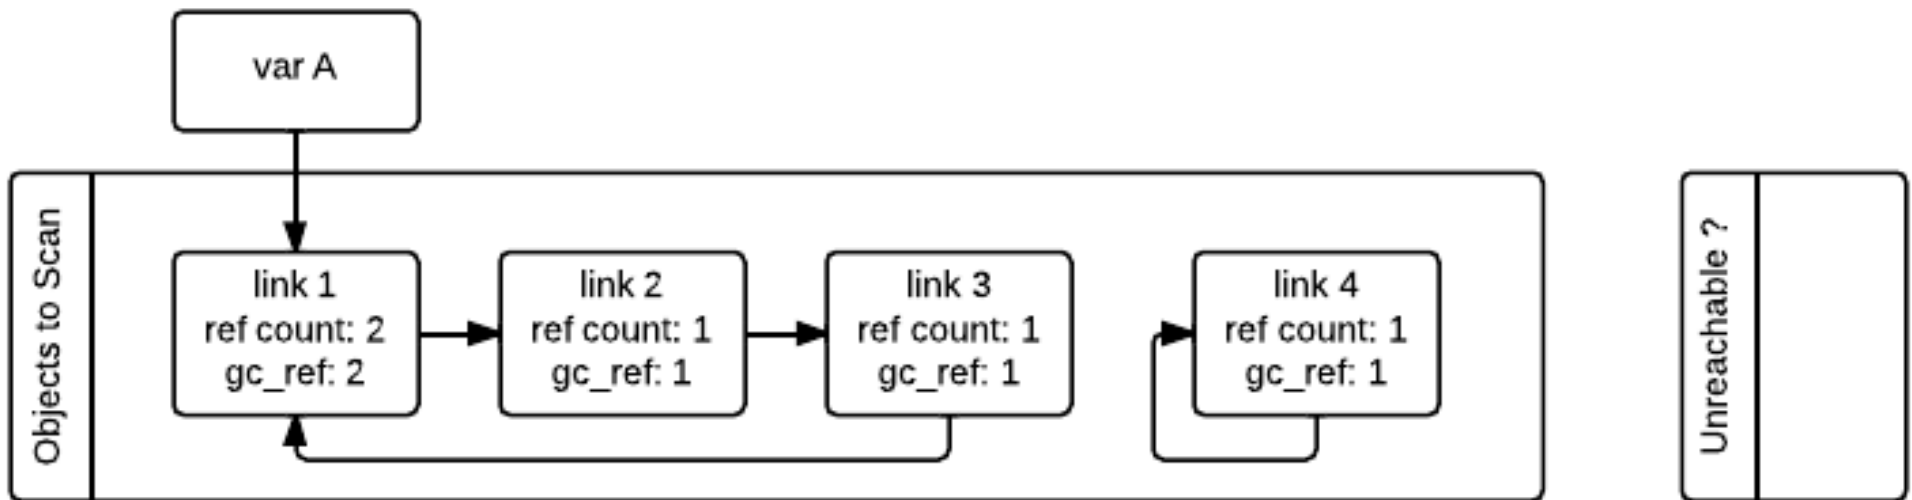 var A
Objects to Scan
link 1
ref count: 2
gc_ref: 2
link 2
ref count: 1
gc_ref: 1
link 3
ref count: 1
gc_ref: 1
link 4
ref count: 1
gc_ref: 1
Unreachable ?